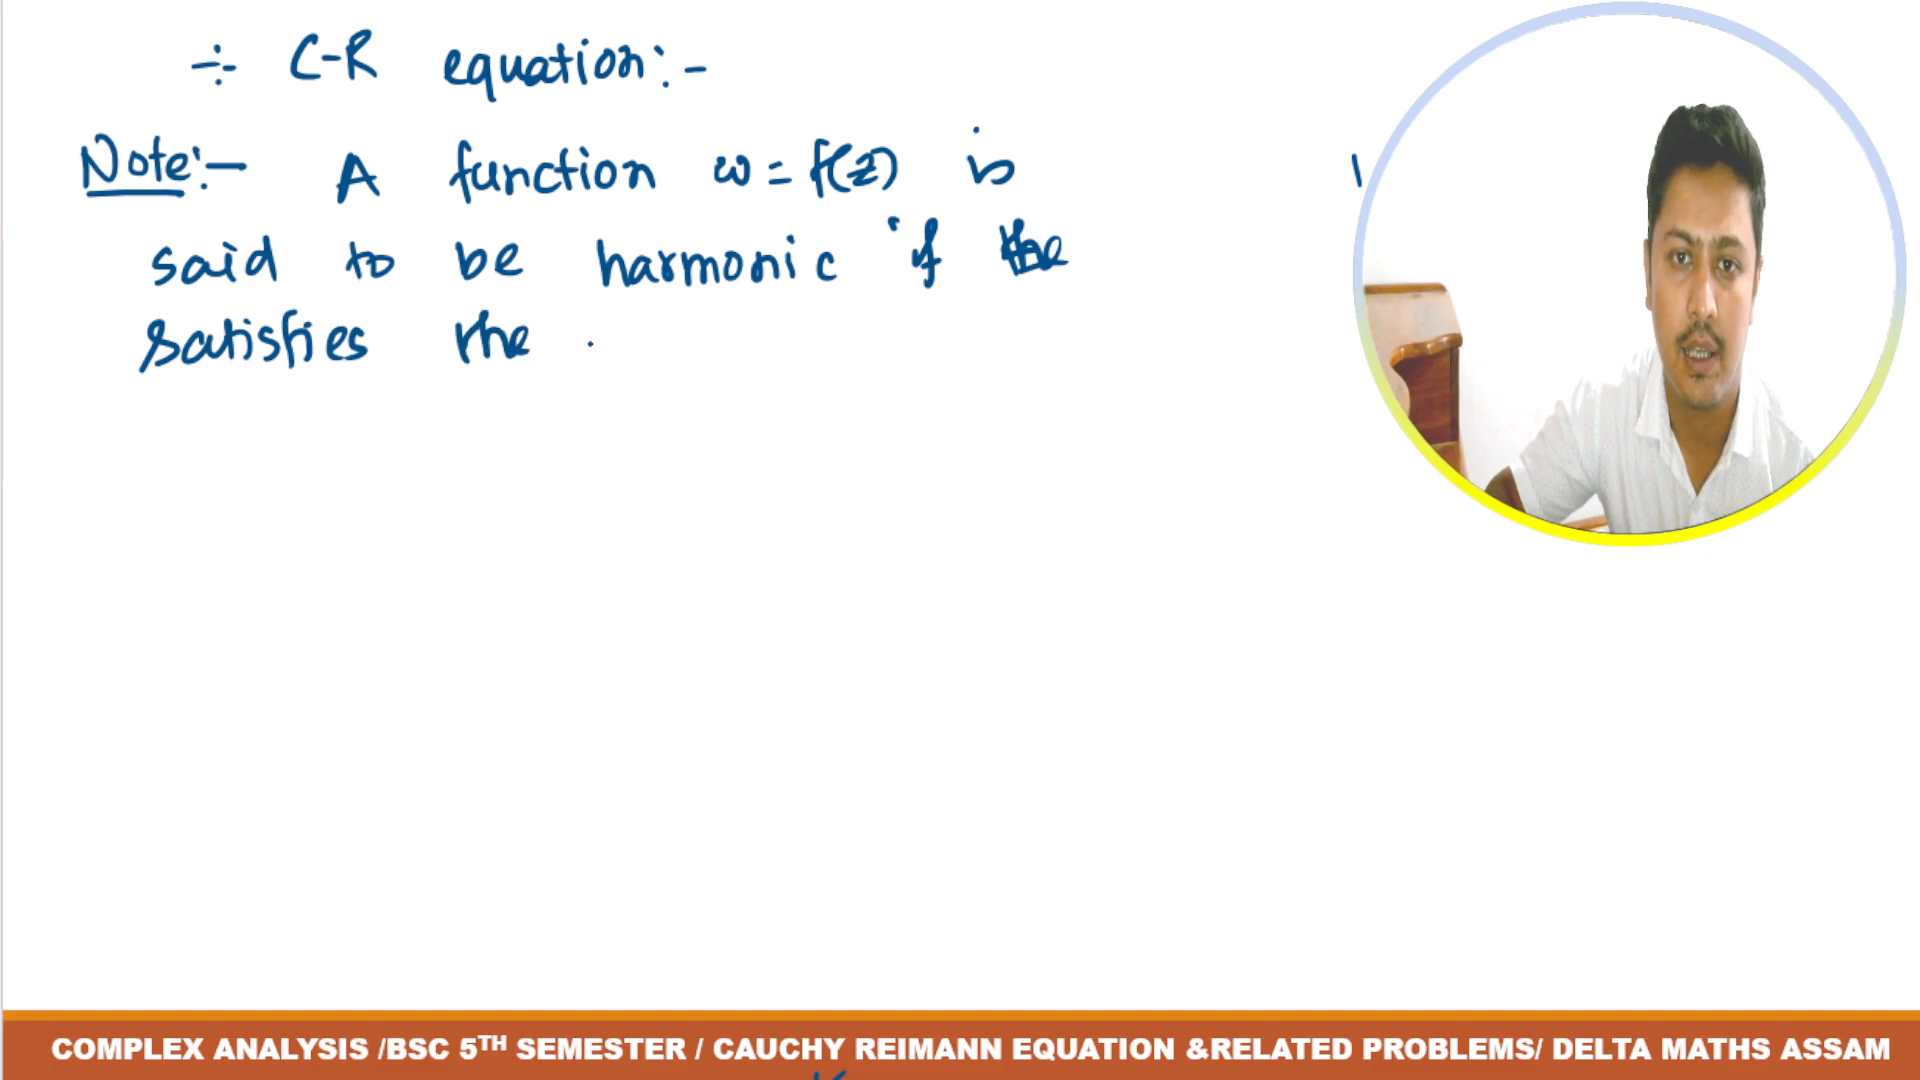 ÷ C-R equation:-
Note:- A function w = f(z) is
said to be harmonic if the
satisfies the .
COMPLEX ANALYSIS /BSC 5TH SEMESTER / CAUCHY REIMANN EQUATION &RELATED PROBLEMS/ DELTA MATHS ASSAM